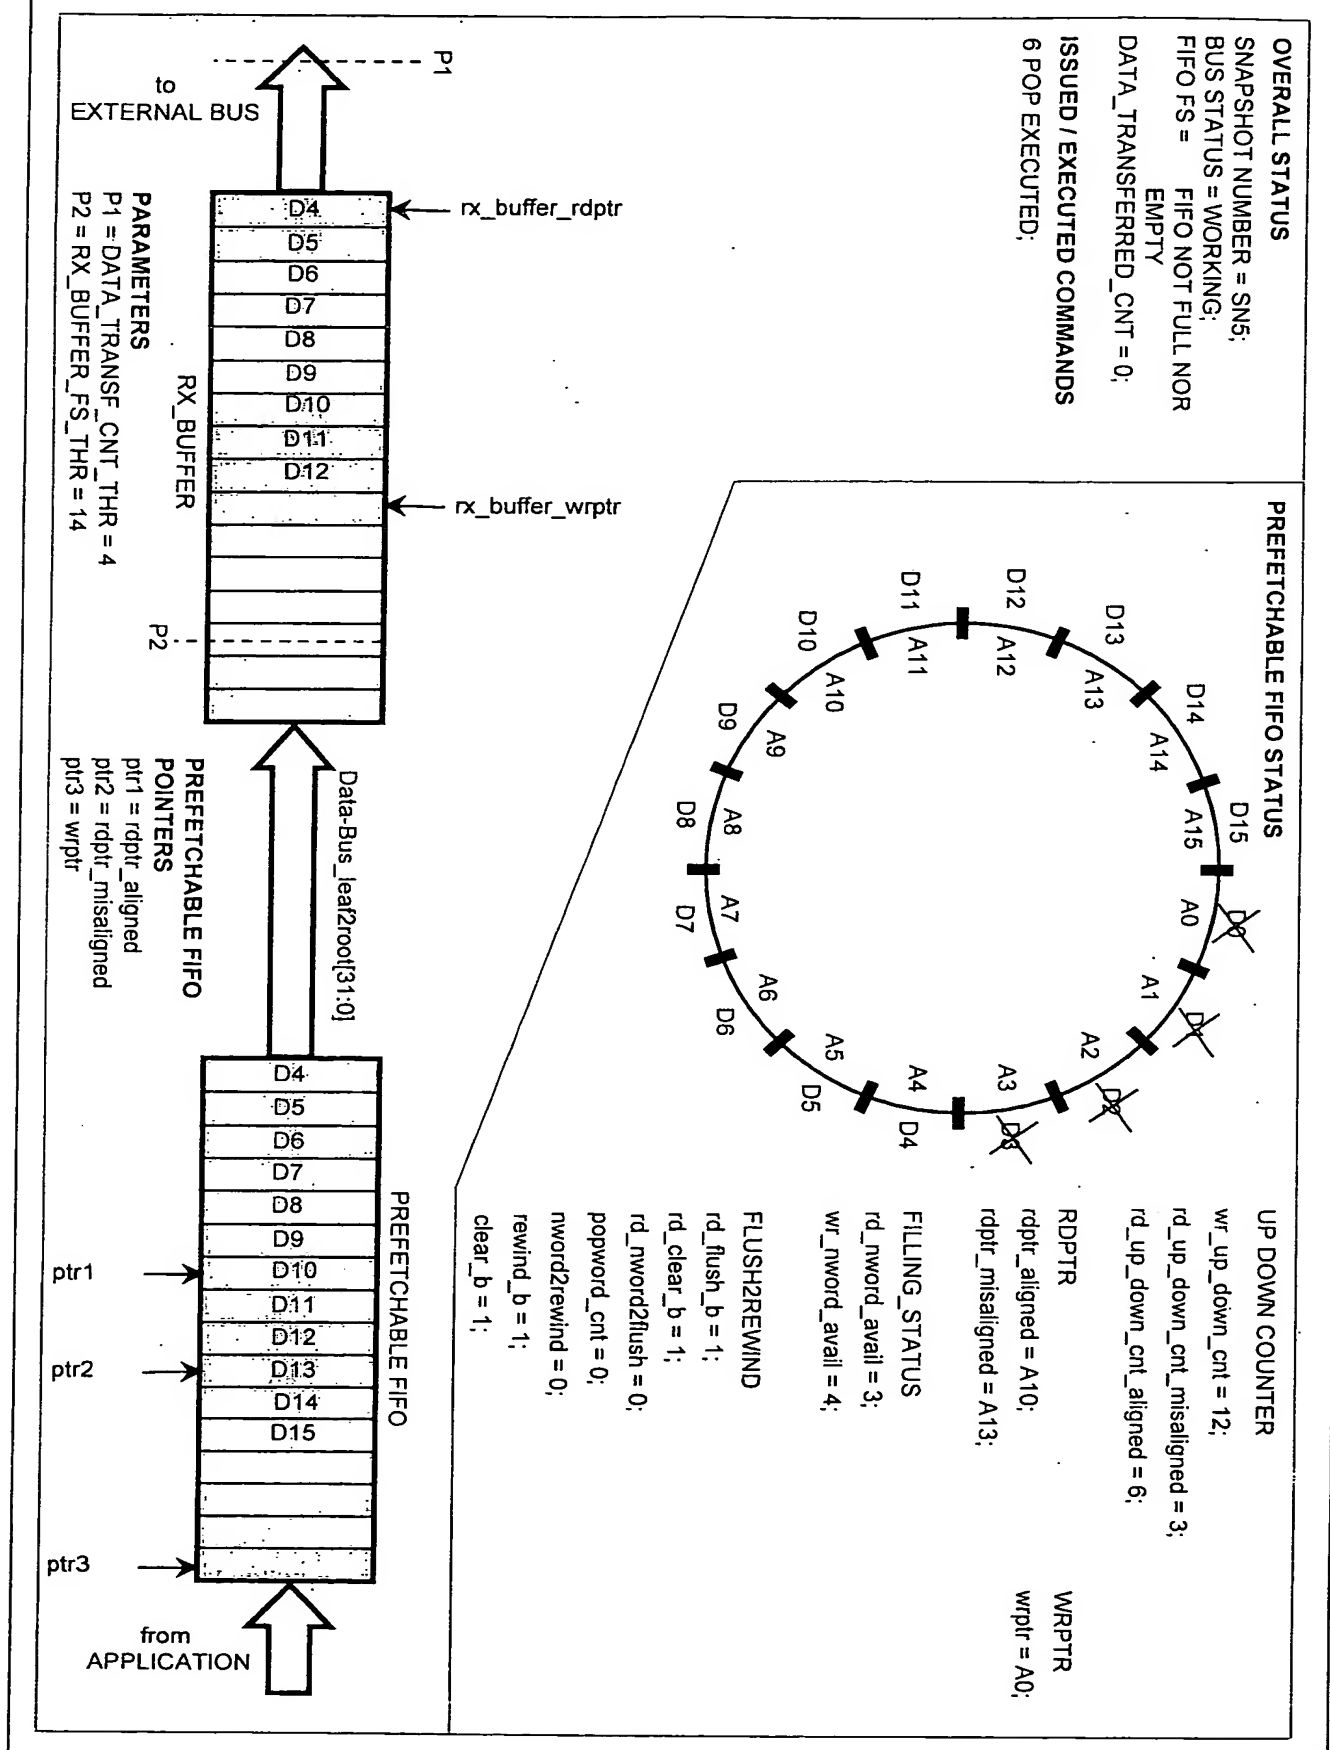 OVERALL STATUS
SNAPSHOT NUMBER = SN5;
BUS STATUS = WORKING;
FIFO FS = FIFO NOT FULL NOR
EMPTY
DATA_TRANSFERRED_CNT = 0;
ISSUED / EXECUTED COMMANDS
6 POP EXECUTED;
PREFETCHABLE FIFO STATUS
D15
A15
D14
A14
D13
A13
D12
A12
D11
A11
D10
A10
D9
A9
D8
A8
D7
A7
D6
A6
D5
A5
D4
A4
D3
A3
D2
A2
D1
A1
D0
A0
UP DOWN COUNTER
wr_up_down_cnt = 12;
rd_up_down_cnt_misaligned = 3;
rd_up_down_cnt_aligned = 6;
RDPTR
rdptr_aligned = A10;
rdptr_misaligned = A13;
WRPTR
wrptr = A0;
FILLING_STATUS
rd_nword_avail = 3;
wr_nword_avail = 4;
FLUSH2REWIND
rd_flush_b = 1;
rd_clear_b = 1;
rd_nword2flush = 0;
popword_cnt = 0;
nword2rewind = 0;
rewind_b = 1;
clear_b = 1;
P1
to
EXTERNAL BUS
rx_buffer_rdptr
D4
D5
D6
D7
D8
D9
D10
D11
D12
rx_buffer_wrptr
RX_BUFFER
P2
PARAMETERS
P1 = DATA_TRANSF_CNT_THR = 4
P2 = RX_BUFFER_FS_THR = 14
Data-Bus_leaf2root[31:0]
PREFETCHABLE FIFO
POINTERS
ptr1 = rdptr_aligned
ptr2 = rdptr_misaligned
ptr3 = wrptr
PREFETCHABLE FIFO
D4
D5
D6
D7
D8
D9
D10
D11
D12
D13
D14
D15
ptr1
ptr2
ptr3
from
APPLICATION